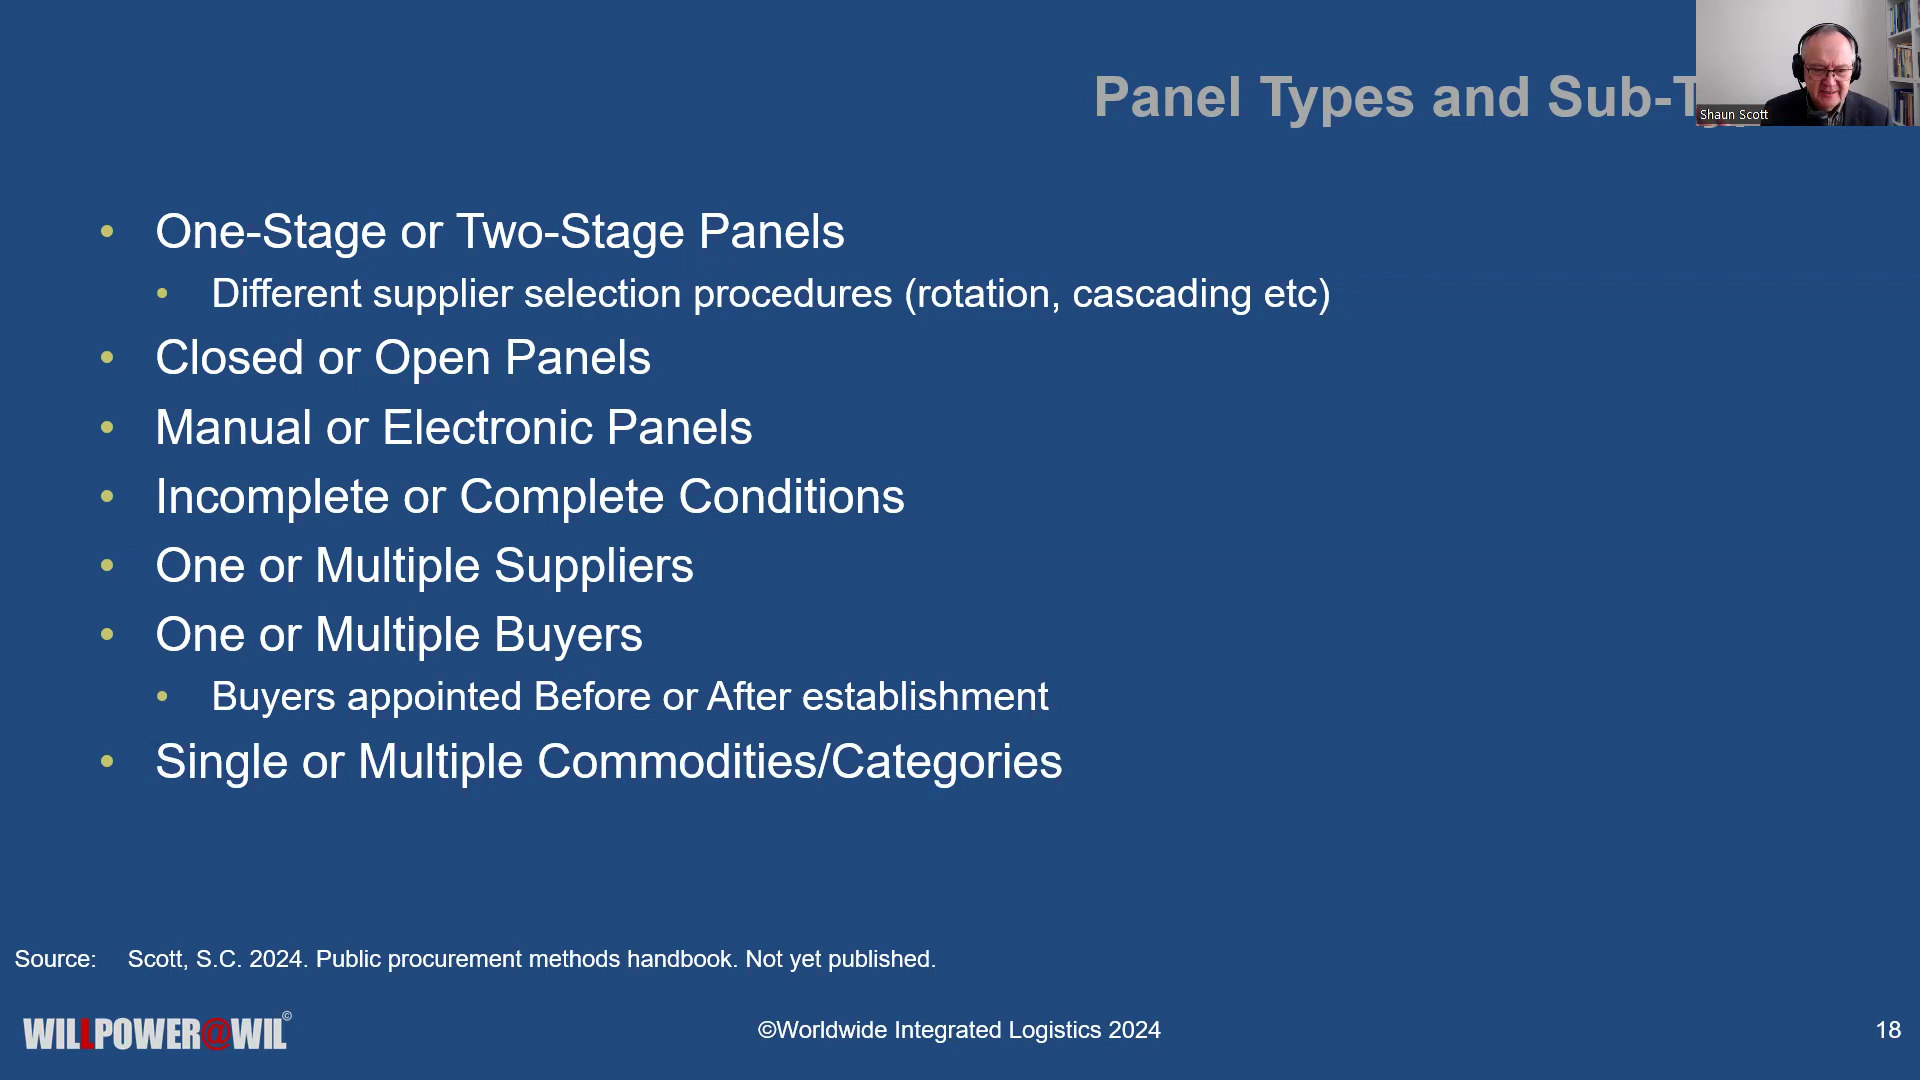 Panel Types and Sub-T
Shaun Scott
• One-Stage or Two-Stage Panels
• Different supplier selection procedures (rotation, cascading etc)
• Closed or Open Panels
• Manual or Electronic Panels
• Incomplete or Complete Conditions
• One or Multiple Suppliers
• One or Multiple Buyers
• Buyers appointed Before or After establishment
• Single or Multiple Commodities/Categories
Source: Scott, S.C. 2024. Public procurement methods handbook. Not yet published.
WILLPOWER@WIL©
©Worldwide Integrated Logistics 2024
18